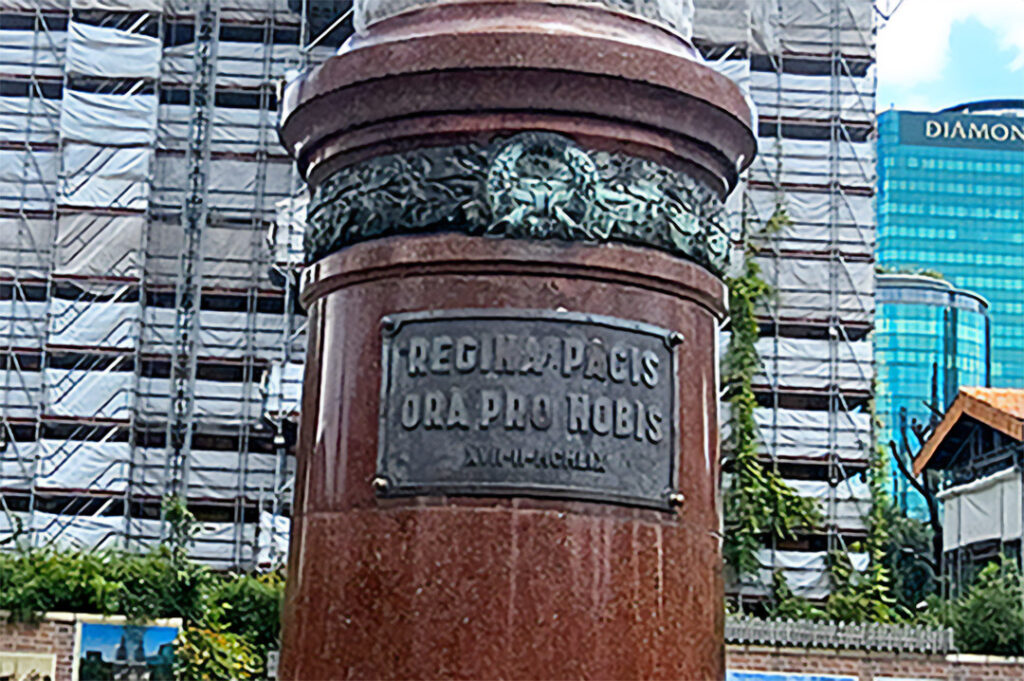 DIAMON
REGINA PACIS
ORA PRO NOBIS
XVII-II-MCMLIX